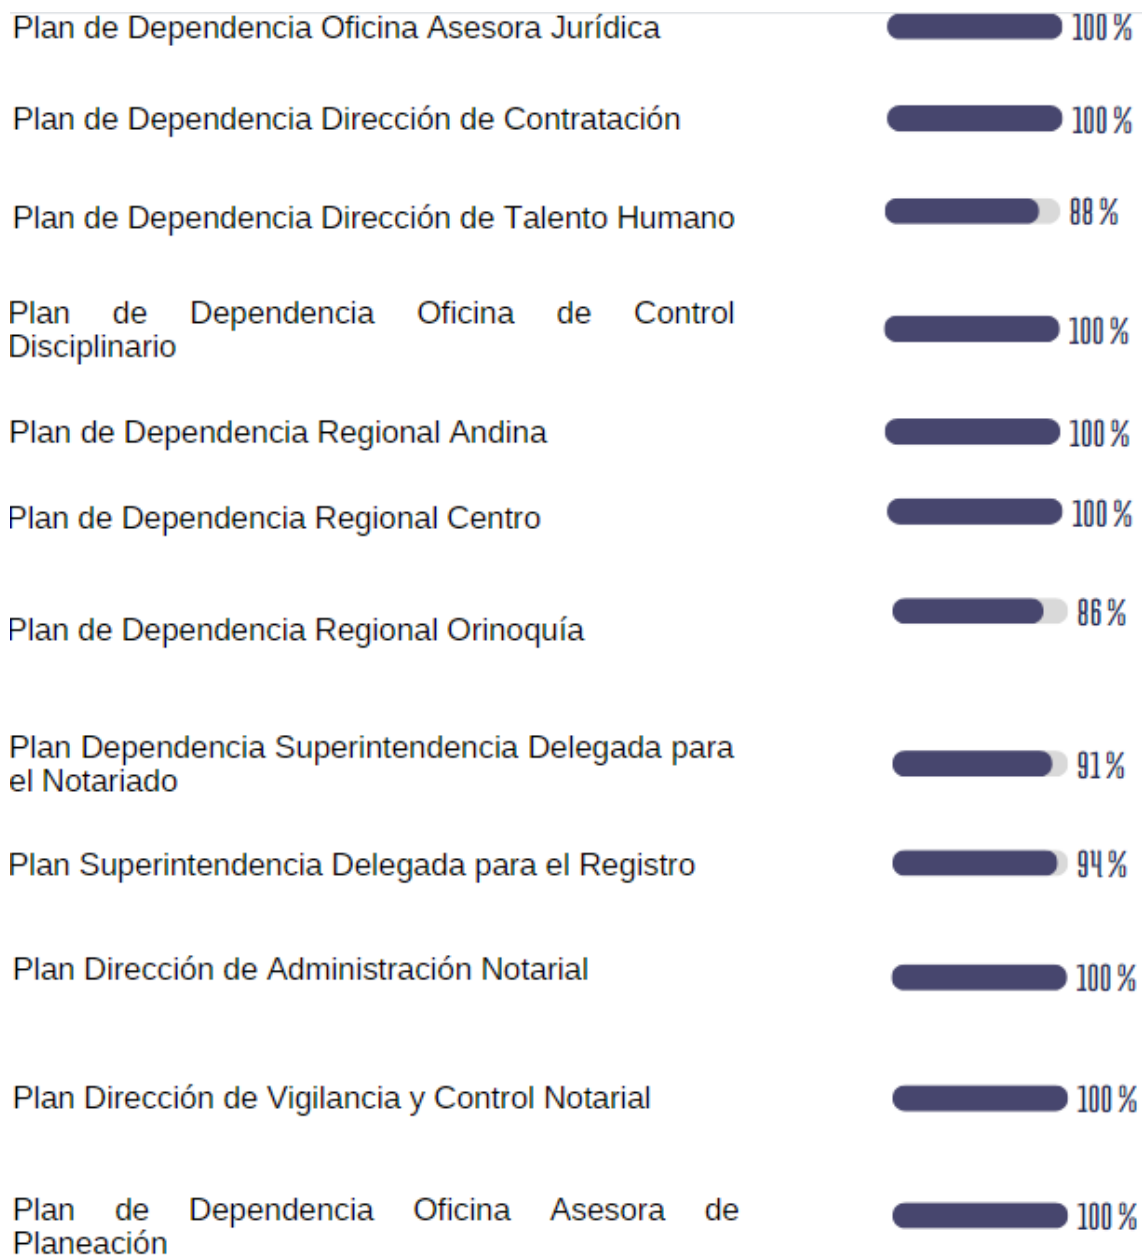 Plan de Dependencia Oficina Asesora Jurídica 100 %
Plan de Dependencia Dirección de Contratación 100 %
Plan de Dependencia Dirección de Talento Humano 88 %
Plan de Dependencia Oficina de Control
Disciplinario 100 %
Plan de Dependencia Regional Andina 100 %
Plan de Dependencia Regional Centro 100 %
Plan de Dependencia Regional Orinoquía 86 %
Plan Dependencia Superintendencia Delegada para
el Notariado 91 %
Plan Superintendencia Delegada para el Registro 94 %
Plan Dirección de Administración Notarial 100 %
Plan Dirección de Vigilancia y Control Notarial 100 %
Plan de Dependencia Oficina Asesora de
Planeación 100 %